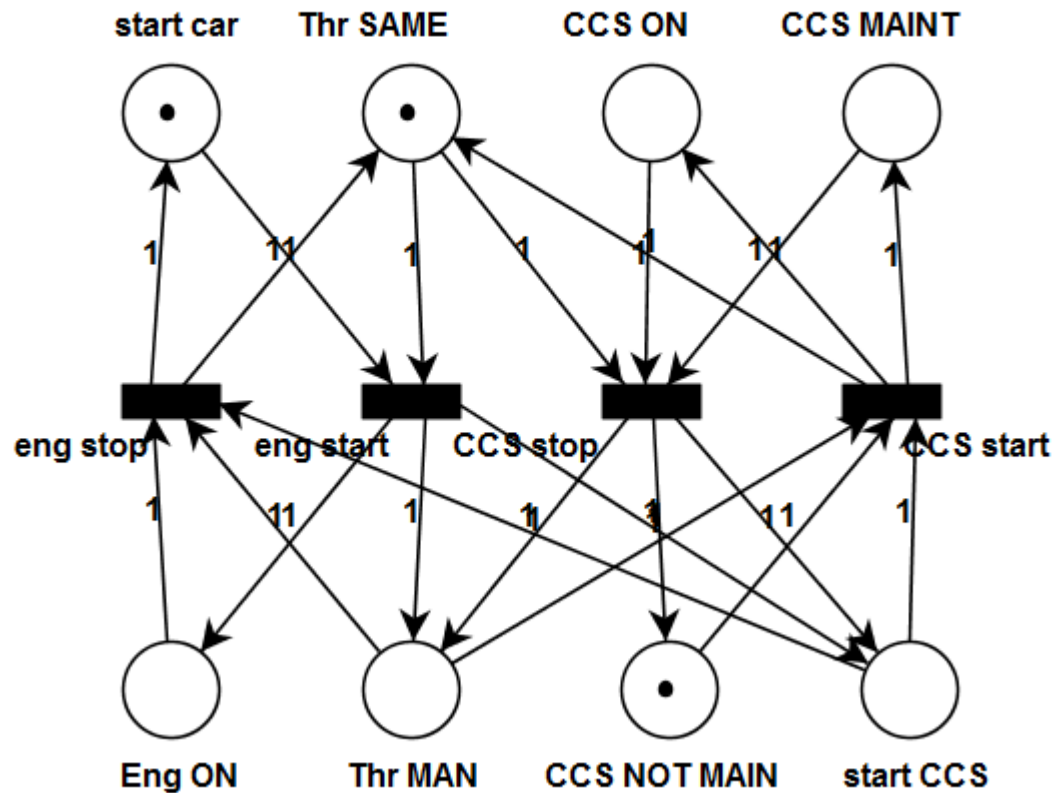 start car Thr SAME CCS ON CCS MAINT
1 11 1 1 1 1 11 1
eng stop eng start CCS stop CCS start
1 11 1 1 1 1 1 11 1
Eng ON Thr MAN CCS NOT MAIN start CCS